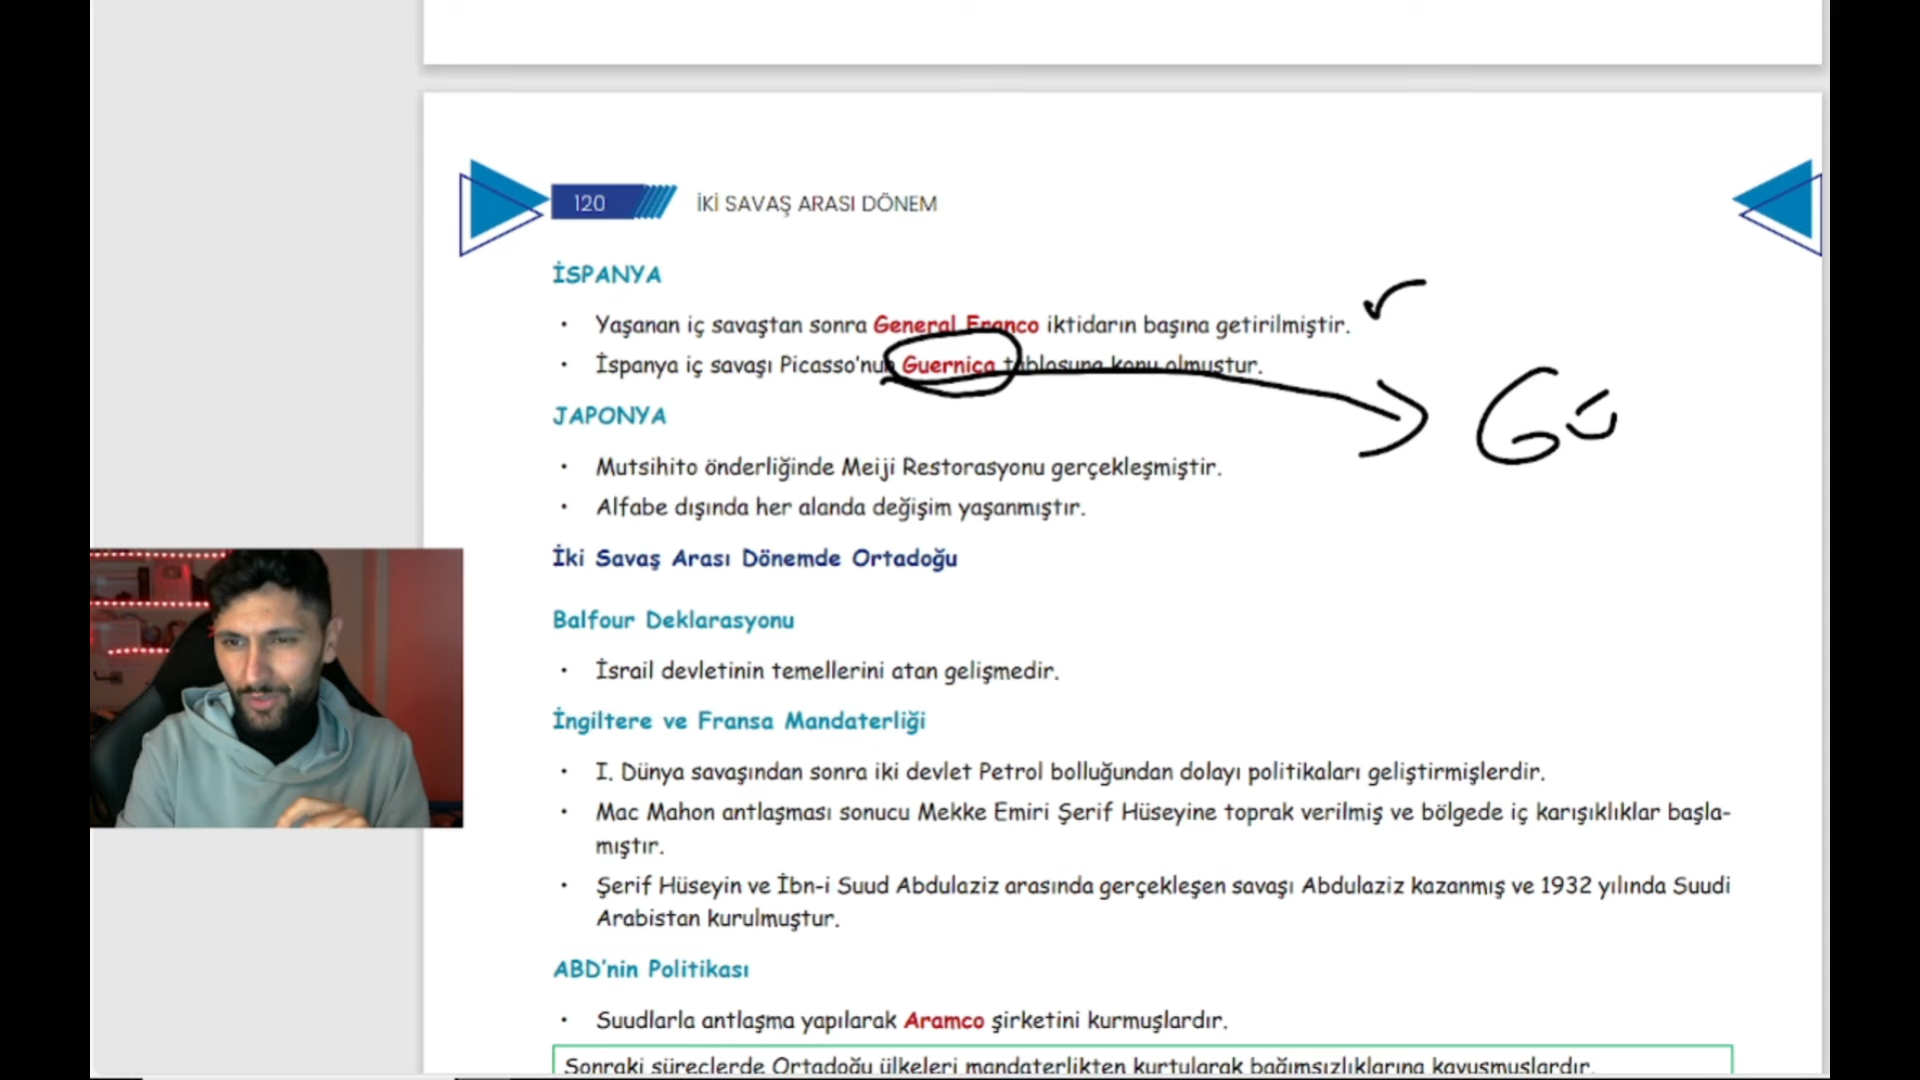 120 İKİ SAVAŞ ARASI DÖNEM
İSPANYA
• Yaşanan iç savaştan sonra General Franco iktidarın başına getirilmiştir.
• İspanya iç savaşı Picasso'nun Guernica tablosuna konu olmuştur.
Gü
JAPONYA
• Mutsihito önderliğinde Meiji Restorasyonu gerçekleşmiştir.
• Alfabe dışında her alanda değişim yaşanmıştır.
İki Savaş Arası Dönemde Ortadoğu
Balfour Deklarasyonu
• İsrail devletinin temellerini atan gelişmedir.
İngiltere ve Fransa Mandaterliği
• I. Dünya savaşından sonra iki devlet Petrol bolluğundan dolayı politikaları geliştirmişlerdir.
• Mac Mahon antlaşması sonucu Mekke Emiri Şerif Hüseyine toprak verilmiş ve bölgede iç karışıklıklar başla-
mıştır.
• Şerif Hüseyin ve İbn-i Suud Abdulaziz arasında gerçekleşen savaşı Abdulaziz kazanmış ve 1932 yılında Suudi
Arabistan kurulmuştur.
ABD'nin Politikası
• Suudlarla antlaşma yapılarak Aramco şirketini kurmuşlardır.
Sonraki süreçlerde Ortadoğu ülkeleri mandaterlikten kurtularak bağımsızlıklarına kavuşmuşlardır.